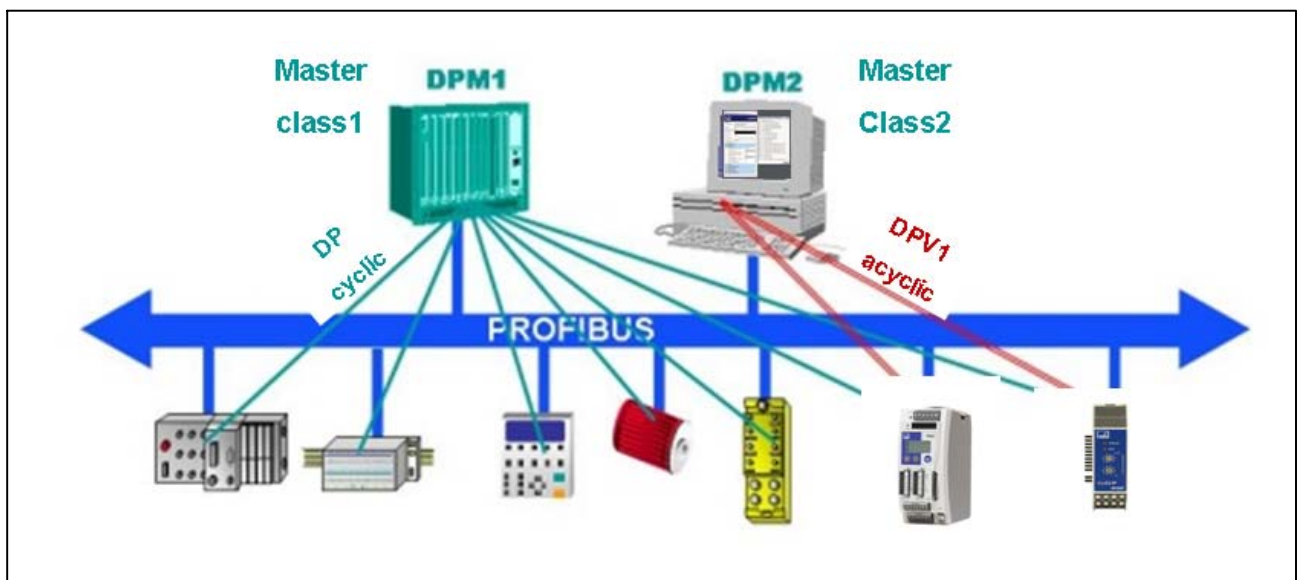 Master
class1
DPM1
DPM2
Master
Class2
DP
cyclic
DPV1
acyclic
PROFIBUS